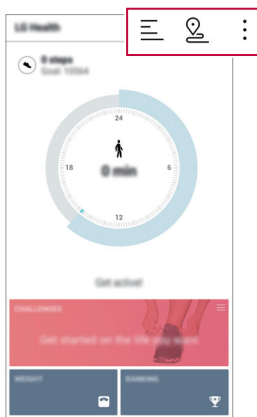 LG Health
0 steps
Goal: 10564
24
18
0 min
6
12
Get active!
CHALLENGES
Get started on the life you want
WEIGHT
RANKING